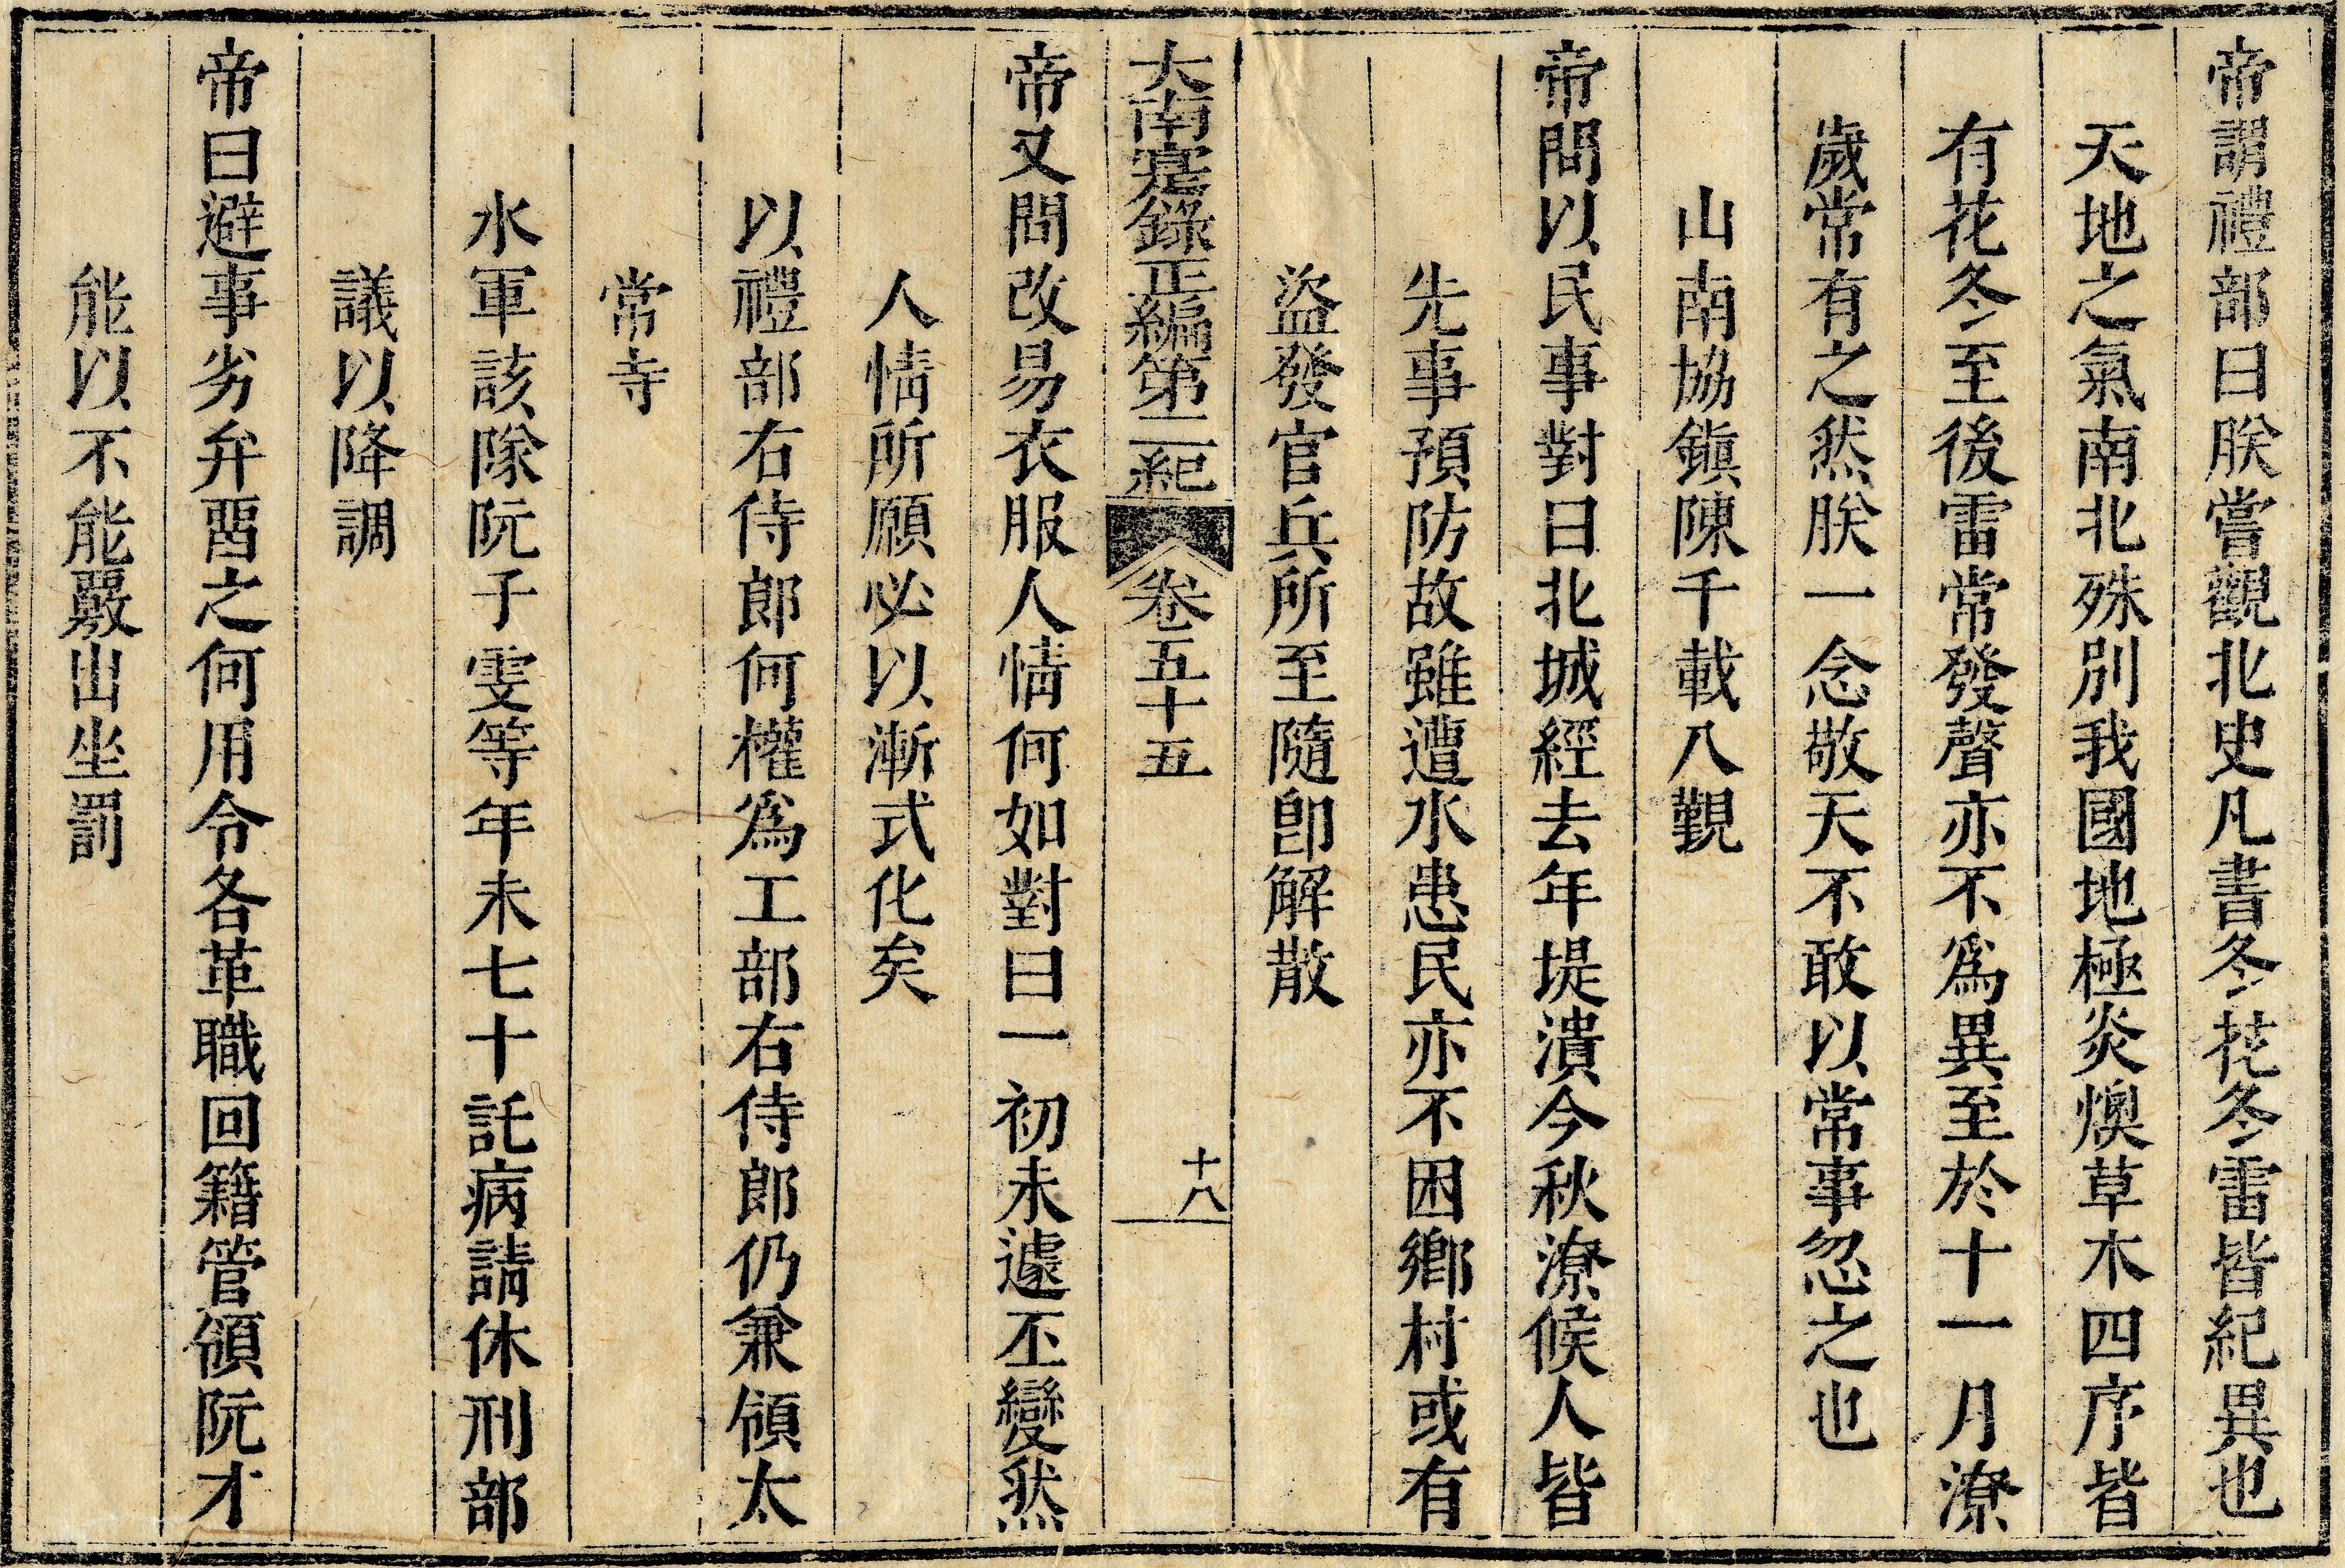 帝謂禮部曰朕嘗觀北史凡書冬花冬雷皆紀異也
天地之氣南北殊別我國地極炎燠草木四序皆
有花冬至後雷常發聲亦不為異至於十一月潦
歲常有之然朕一念敬天不敢以常事忽之也
山南協鎮陳千載入覲
帝問以民事對曰北城經去年堤潰今秋潦候人皆
先事預防故雖遭水患民亦不困鄉村或有
盜發官兵所至隨即解散
大南寔錄正編第二紀 卷五十五 十八
帝又問改易衣服人情何如對曰一初未遽丕變然
人情所願必以漸式化矣
以禮部右侍郎何權為工部右侍郎仍兼領太
常寺
水軍該隊阮子雯等年未七十託病請休刑部
議以降調
帝曰避事劣弁留之何用令各革職回籍管領阮才
能以不能覈出坐罰